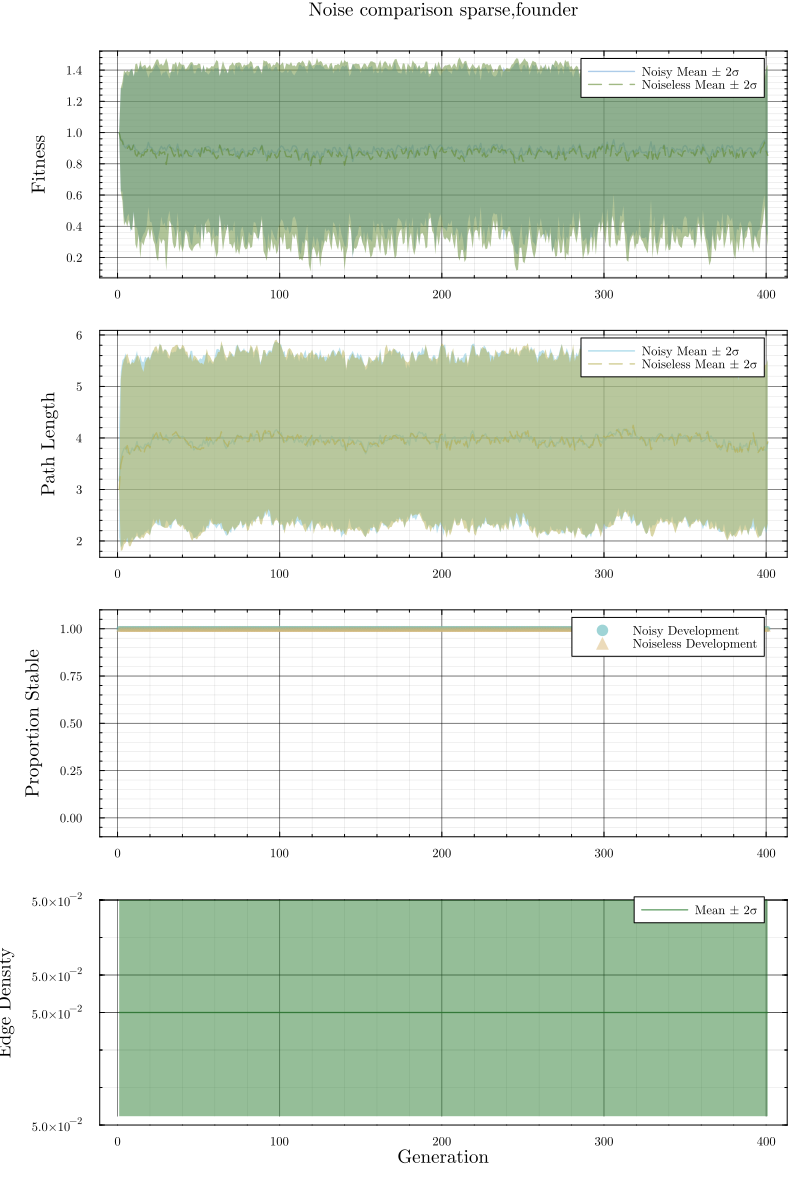 Noise comparison sparse,founder
Fitness
1.4
1.2
1.0
0.8
0.6
0.4
0.2
Noisy Mean ± 2σ
Noiseless Mean ± 2σ
0 100 200 300 400
Path Length
6
5
4
3
2
Noisy Mean ± 2σ
Noiseless Mean ± 2σ
0 100 200 300 400
Proportion Stable
1.00
0.75
0.50
0.25
0.00
Noisy Development
Noiseless Development
0 100 200 300 400
Edge Density
5.0×10⁻²
5.0×10⁻²
5.0×10⁻²
5.0×10⁻²
Mean ± 2σ
0 100 200 300 400
Generation